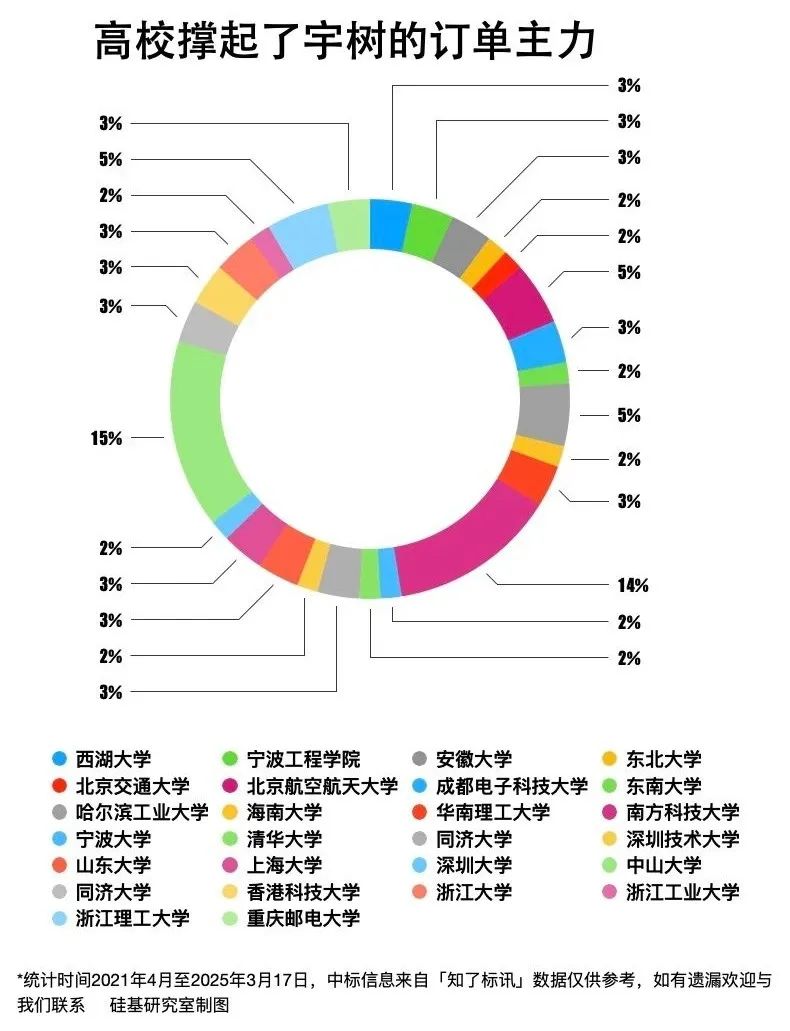 高校撑起了宇树的订单主力
3%
3%
3%
3%
5%
2%
2%
2%
3%
5%
3%
3%
3%
2%
5%
15%
2%
3%
2%
3%
14%
3%
2%
2%
2%
3%
西湖大学 宁波工程学院 安徽大学 东北大学
北京交通大学 北京航空航天大学 成都电子科技大学 东南大学
哈尔滨工业大学 海南大学 华南理工大学 南方科技大学
宁波大学 清华大学 同济大学 深圳技术大学
山东大学 上海大学 深圳大学 中山大学
同济大学 香港科技大学 浙江大学 浙江工业大学
浙江理工大学 重庆邮电大学
*统计时间2021年4月至2025年3月17日，中标信息来自「知了标讯」数据仅供参考，如有遗漏欢迎与
我们联系 硅基研究室制图